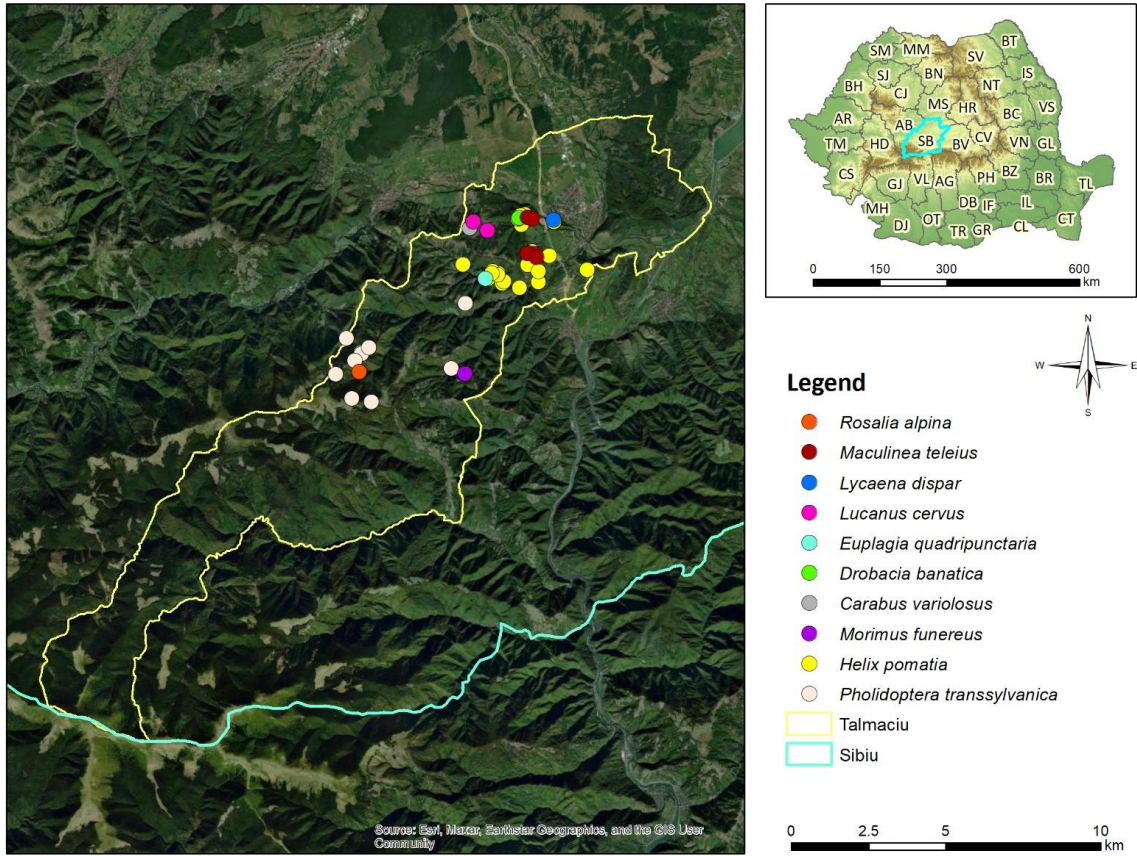 Source: Esri, Maxar, Earthstar Geographics, and the GIS User
Community
SM MM BT
SV
SJ BN IS
BH NT
CJ
MS
HR BC VS
AR AB
SB
TM HD BV CV VN GL
CS VL AG PH BZ BR TL
GJ
MH DB IF IL
DJ OT TR GR CL CT
0 150 300 600
km
N
W E
S
Legend
Rosalia alpina
Maculinea teleius
Lycaena dispar
Lucanus cervus
Euplagia quadripunctaria
Drobacia banatica
Carabus variolosus
Morimus funereus
Helix pomatia
Pholidoptera transsylvanica
Talmaciu
Sibiu
0 2.5 5 10
km